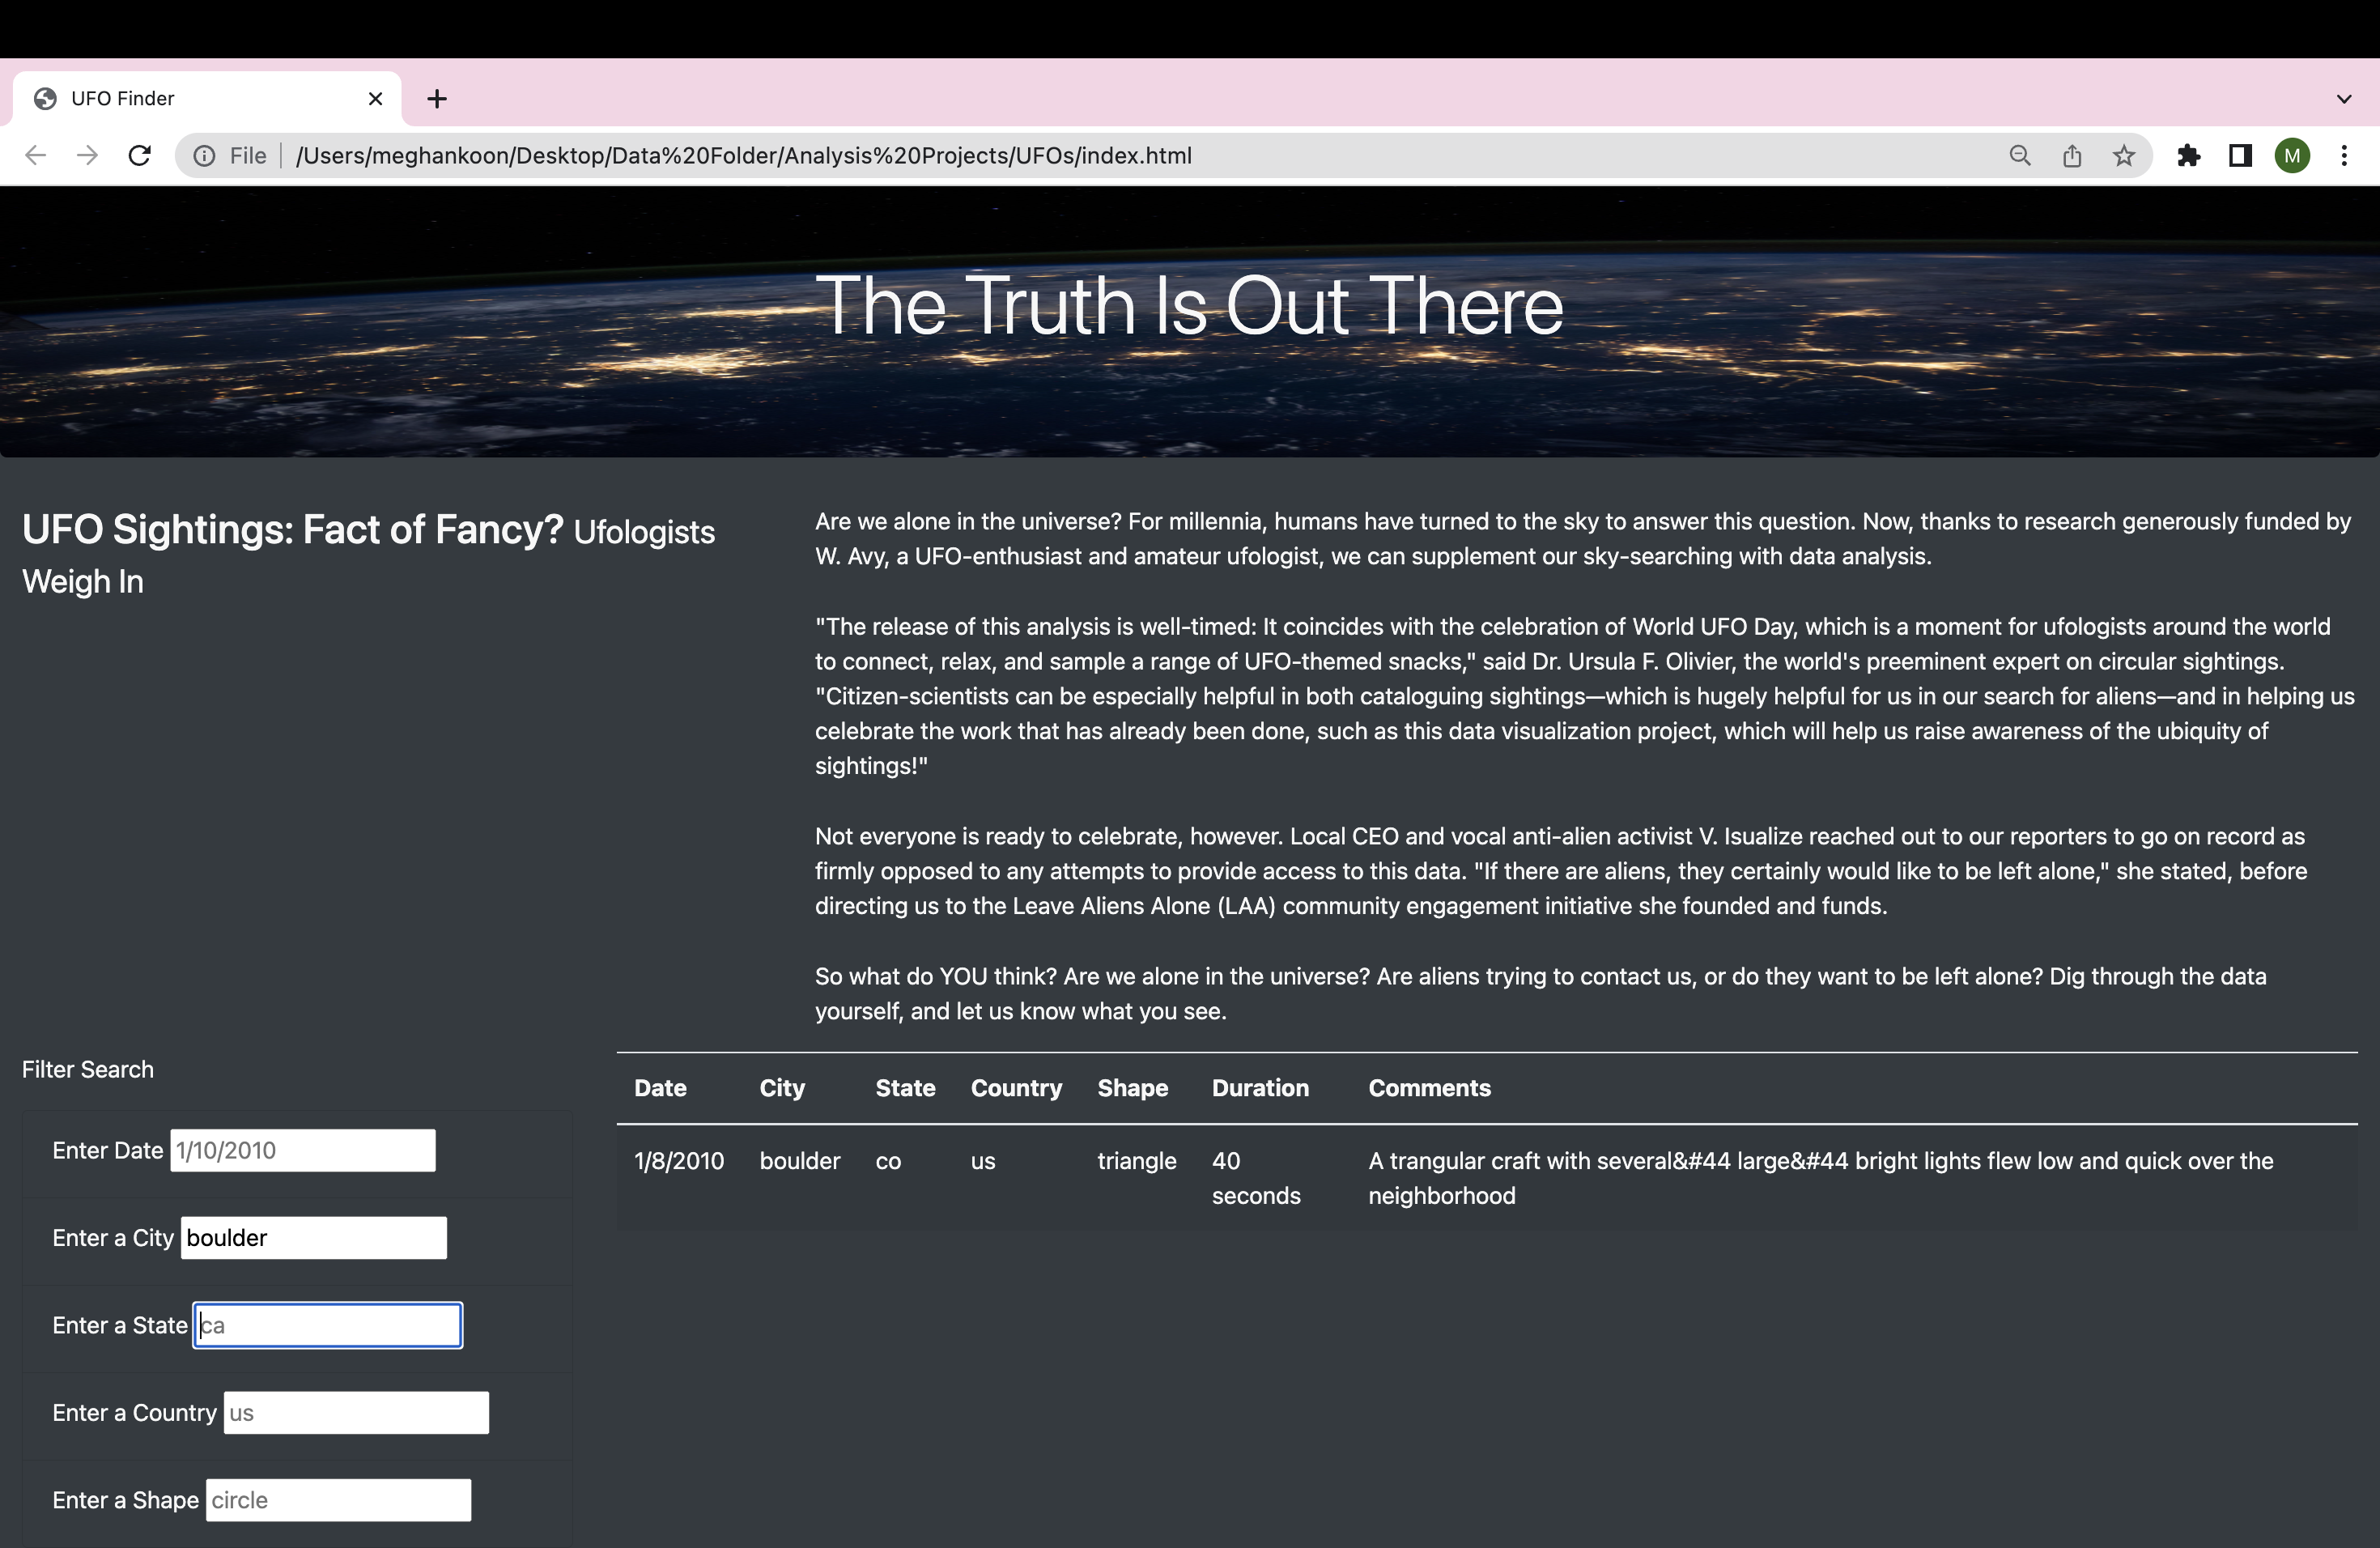 UFO Finder
File
/Users/meghankoon/Desktop/Data%20Folder/Analysis%20Projects/UFOs/index.html
M
The Truth Is Out There
UFO Sightings: Fact of Fancy? Ufologists
Weigh In
Are we alone in the universe? For millennia, humans have turned to the sky to answer this question. Now, thanks to research generously funded by
W. Avy, a UFO-enthusiast and amateur ufologist, we can supplement our sky-searching with data analysis.
"The release of this analysis is well-timed: It coincides with the celebration of World UFO Day, which is a moment for ufologists around the world
to connect, relax, and sample a range of UFO-themed snacks," said Dr. Ursula F. Olivier, the world's preeminent expert on circular sightings.
"Citizen-scientists can be especially helpful in both cataloguing sightings—which is hugely helpful for us in our search for aliens—and in helping us
celebrate the work that has already been done, such as this data visualization project, which will help us raise awareness of the ubiquity of
sightings!"
Not everyone is ready to celebrate, however. Local CEO and vocal anti-alien activist V. Isualize reached out to our reporters to go on record as
firmly opposed to any attempts to provide access to this data. "If there are aliens, they certainly would like to be left alone," she stated, before
directing us to the Leave Aliens Alone (LAA) community engagement initiative she founded and funds.
So what do YOU think? Are we alone in the universe? Are aliens trying to contact us, or do they want to be left alone? Dig through the data
yourself, and let us know what you see.
Filter Search
Enter Date 1/10/2010
Enter a City boulder
Enter a State ca
Enter a Country us
Enter a Shape circle
Date City State Country Shape Duration Comments
1/8/2010 boulder co us triangle 40 A trangular craft with several&#44 large&#44 bright lights flew low and quick over the
seconds neighborhood